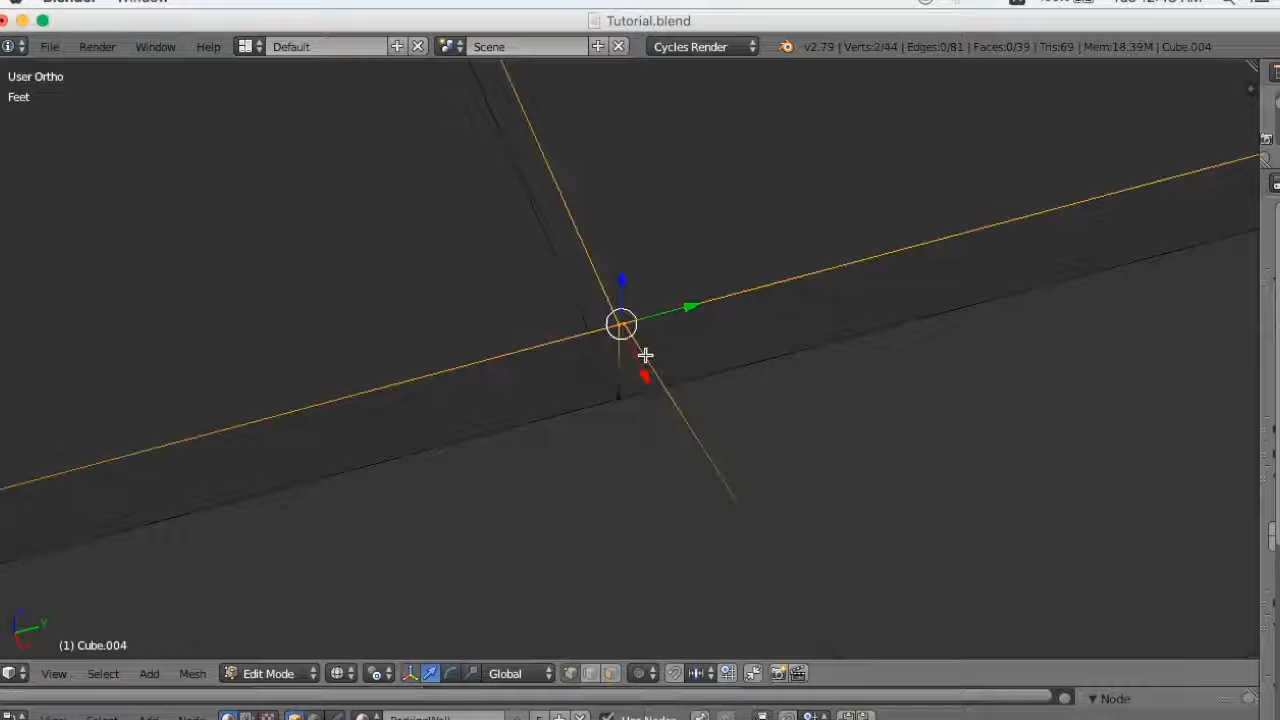 Tutorial.blend
File Render Window Help Default Scene Cycles Render v2.79 | Verts:2/44 | Edges:0/81 | Faces:0/39 | Tris:69 | Mem:18.39M | Cube.004
User Ortho
Feet
(1) Cube.004
View Select Add Mesh Edit Mode Global
Node